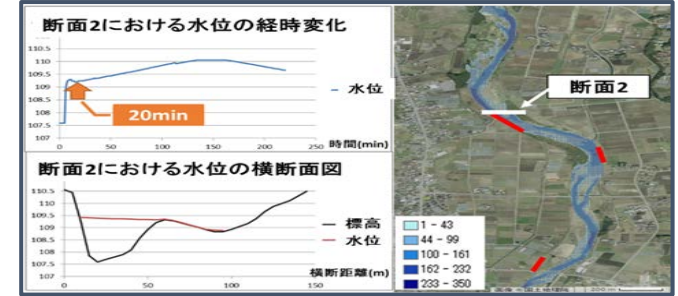 断面2における水位の経時変化
110.5
110
109.5
109
108.5
108
107.5
107
20min
水位
0
50
100
150
200
250
時間(min)
断面2における水位の横断面図
110.5
110
109.5
109
108.5
108
107.5
107
標高
水位
0
50
100
150
横断距離(m)
断面2
1 - 43
44 - 99
100 - 161
162 - 232
233 - 350